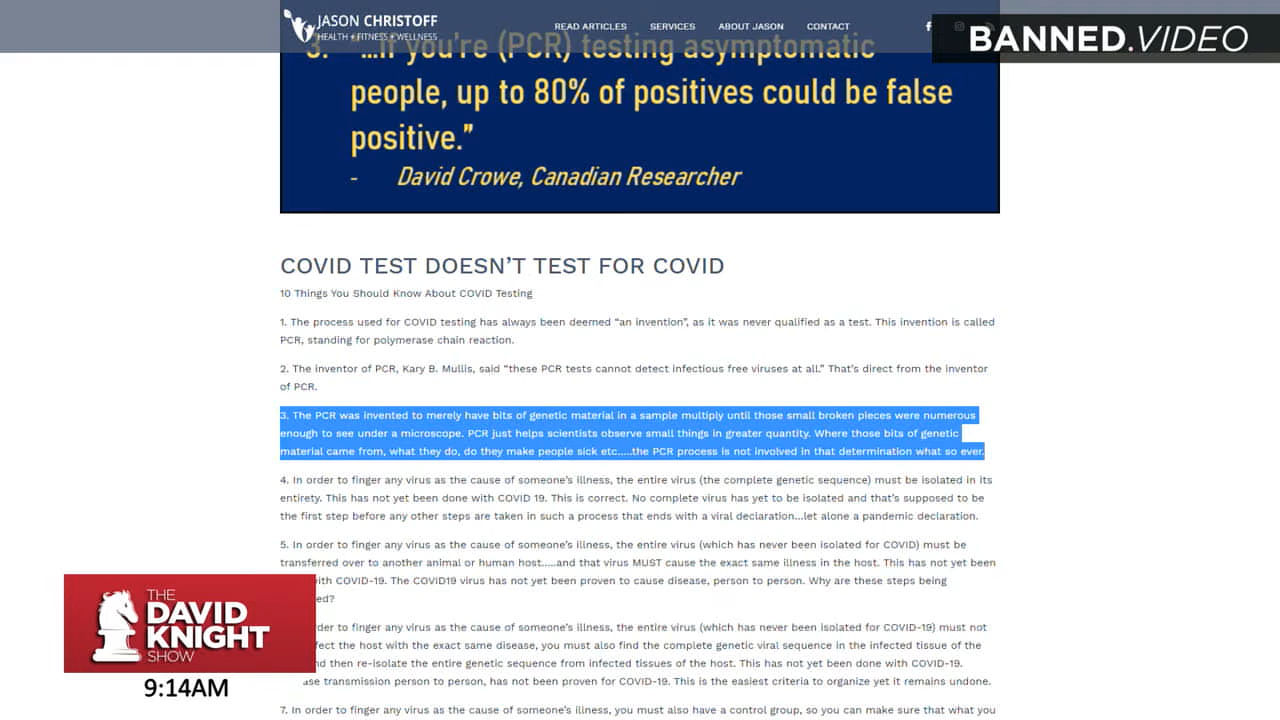 JASON CHRISTOFF
HEALTH • FITNESS • WELLNESS
READ ARTICLES SERVICES ABOUT JASON CONTACT
BANNED.VIDEO
3. "...if you're (PCR) testing asymptomatic
people, up to 80% of positives could be false
positive."
- David Crowe, Canadian Researcher
COVID TEST DOESN'T TEST FOR COVID
10 Things You Should Know About COVID Testing
1. The process used for COVID testing has always been deemed "an invention", as it was never qualified as a test. This invention is called
PCR, standing for polymerase chain reaction.
2. The inventor of PCR, Kary B. Mullis, said "these PCR tests cannot detect infectious free viruses at all." That's direct from the inventor
of PCR.
3. The PCR was invented to merely have bits of genetic material in a sample multiply until those small broken pieces were numerous
enough to see under a microscope. PCR just helps scientists observe small things in greater quantity. Where those bits of genetic
material came from, what they do, do they make people sick etc.....the PCR process is not involved in that determination what so ever.
4. In order to finger any virus as the cause of someone's illness, the entire virus (the complete genetic sequence) must be isolated in its
entirety. This has not yet been done with COVID 19. This is correct. No complete virus has yet to be isolated and that's supposed to be
the first step before any other steps are taken in such a process that ends with a viral declaration...let alone a pandemic declaration.
5. In order to finger any virus as the cause of someone's illness, the entire virus (which has never been isolated for COVID) must be
transferred over to another animal or human host.....and that virus MUST cause the exact same illness in the host. This has not yet been
with COVID-19. The COVID19 virus has not yet been proven to cause disease, person to person. Why are these steps being
ed?
der to finger any virus as the cause of someone's illness, the entire virus (which has never been isolated for COVID-19) must not
fect the host with the exact same disease, you must also find the complete genetic viral sequence in the infected tissue of the
nd then re-isolate the entire genetic sequence from infected tissues of the host. This has not yet been done with COVID-19.
ase transmission person to person, has not been proven for COVID-19. This is the easiest criteria to organize yet it remains undone.
7. In order to finger any virus as the cause of someone's illness, you must also have a control group, so you can make sure that what you
THE
DAVID
KNIGHT
SHOW
9:14AM